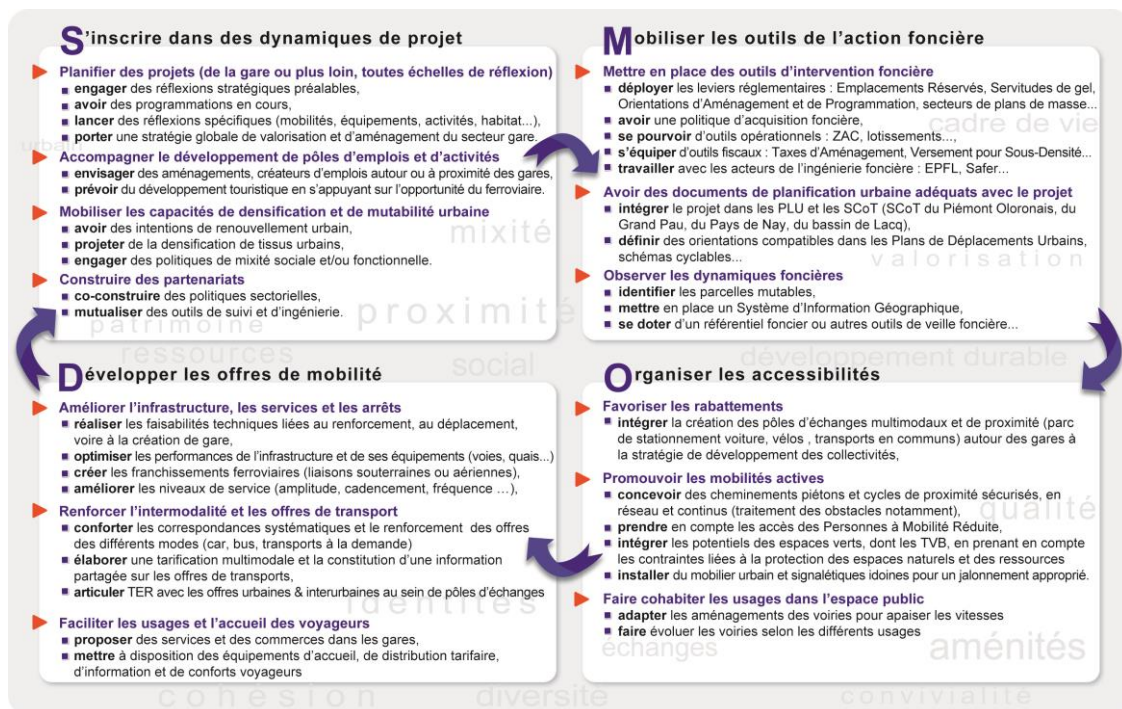 S'inscrire dans des dynamiques de projet
Planifier des projets (de la gare ou plus loin, toutes échelles de réflexion)
engager des réflexions stratégiques préalables,
avoir des programmations en cours,
lancer des réflexions spécifiques (mobilités, équipements, activités, habitat...),
porter une stratégie globale de valorisation et d'aménagement du secteur gare.
urbain
Accompagner le développement de pôles d'emplois et d'activités
envisager des aménagements, créateurs d'emplois autour ou à proximité des gares,
prévoir du développement touristique en s'appuyant sur l'opportunité du ferroviaire.
Mobiliser les capacités de densification et de mutabilité urbaine
avoir des intentions de renouvellement urbain,
projeter de la densification de tissus urbains,
engager des politiques de mixité sociale et/ou fonctionnelle.
mixité
Construire des partenariats
co-construire des politiques sectorielles,
mutualiser des outils de suivi et d'ingénierie.
proximité
patrimoine
Mobiliser les outils de l'action foncière
Mettre en place des outils d'intervention foncière
déployer les leviers réglementaires : Emplacements Réservés, Servitudes de gel,
Orientations d'Aménagement et de Programmation, secteurs de plans de masse...
avoir une politique d'acquisition foncière,
cadre de vie
se pourvoir d'outils opérationnels : ZAC, lotissements...,
s'équiper d'outils fiscaux : Taxes d'Aménagement, Versement pour Sous-Densité...
travailler avec les acteurs de l'ingénierie foncière : EPFL, Safer...
Avoir des documents de planification urbaine adéquats avec le projet
intégrer le projet dans les PLU et les SCoT (SCoT du Piémont Oloronais, du
Grand Pau, du Pays de Nay, du bassin de Lacq),
définir des orientations compatibles dans les Plans de Déplacements Urbains,
schémas cyclables...
valorisation
Observer les dynamiques foncières
identifier les parcelles mutables,
mettre en place un Système d'Information Géographique,
se doter d'un référentiel foncier ou autres outils de veille foncière...
ressources
social
développement durable
Développer les offres de mobilité
Améliorer l'infrastructure, les services et les arrêts
réaliser les faisabilités techniques liées au renforcement, au déplacement,
voire à la création de gare,
optimiser les performances de l'infrastructure et de ses équipements (voies, quais...)
créer les franchissements ferroviaires (liaisons souterraines ou aériennes),
améliorer les niveaux de service (amplitude, cadencement, fréquence ...),
Renforcer l'intermodalité et les offres de transport
conforter les correspondances systématiques et le renforcement des offres
des différents modes (car, bus, transports à la demande)
élaborer une tarification multimodale et la constitution d'une information
partagée sur les offres de transports,
articuler TER avec les offres urbaines & interurbaines au sein de pôles d'échanges
identités
Faciliter les usages et l'accueil des voyageurs
proposer des services et des commerces dans les gares,
mettre à disposition des équipements d'accueil, de distribution tarifaire,
d'information et de conforts voyageurs
Organiser les accessibilités
Favoriser les rabattements
intégrer la création des pôles d'échanges multimodaux et de proximité (parc
de stationnement voiture, vélos , transports en communs) autour des gares à
la stratégie de développement des collectivités,
Promouvoir les mobilités actives
concevoir des cheminements piétons et cycles de proximité sécurisés, en
réseau et continus (traitement des obstacles notamment),
qualité
prendre en compte les accès des Personnes à Mobilité Réduite,
intégrer les potentiels des espaces verts, dont les TVB, en prenant en compte
les contraintes liées à la protection des espaces naturels et des ressources
installer du mobilier urbain et signalétiques idoines pour un jalonnement approprié.
Faire cohabiter les usages dans l'espace public
adapter les aménagements des voiries pour apaiser les vitesses
faire évoluer les voiries selon les différents usages
échanges
aménités
cohésion
diversité
convivialité